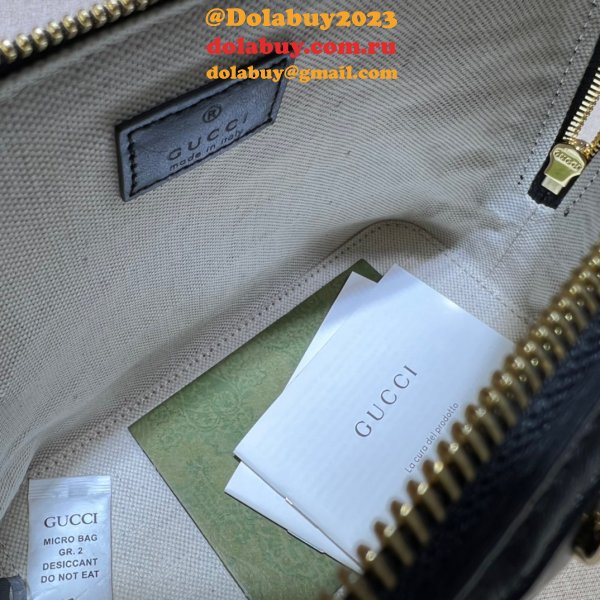 @Dolabuy2023
dolabuy.com.ru
dolabuy@gmail.com
®
GUCCI
made in italy
GUCCI
GUCCI
La cura del prodotto
GUCCI
MICRO BAG
GR. 2
DESICCANT
DO NOT EAT